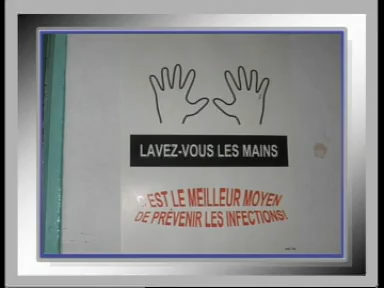 LAVEZ-VOUS LES MAINS
C'EST LE MEILLEUR MOYEN
DE PRÉVENIR LES INFECTIONS!